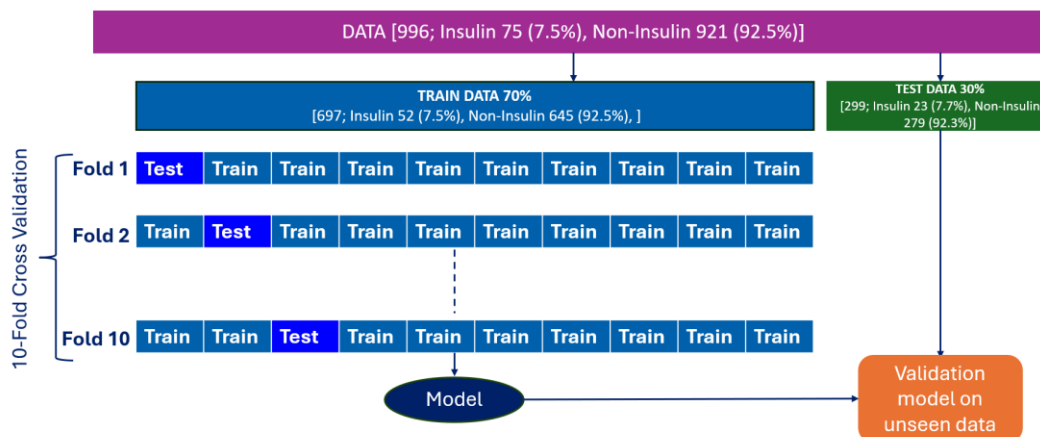 DATA [996; Insulin 75 (7.5%), Non-Insulin 921 (92.5%)]
TRAIN DATA 70%
[697; Insulin 52 (7.5%), Non-Insulin 645 (92.5%), ]
TEST DATA 30%
[299; Insulin 23 (7.7%), Non-Insulin
279 (92.3%)]
10-Fold Cross Validation
Fold 1 Test Train Train Train Train Train Train Train Train Train
Fold 2 Train Test Train Train Train Train Train Train Train Train
Fold 10 Train Train Test Train Train Train Train Train Train Train
Model
Validation
model on
unseen data